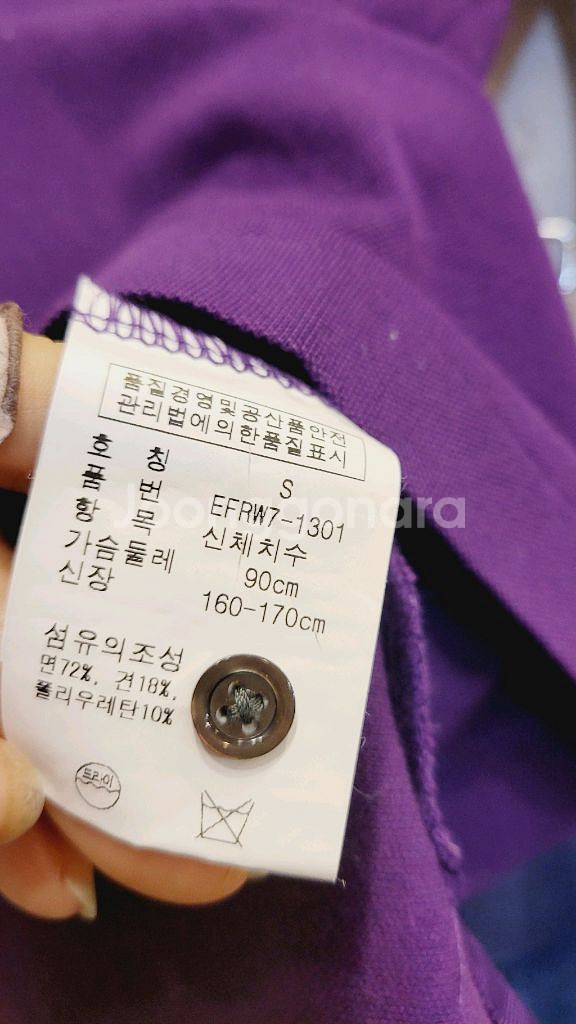 품질경영및공산품안전
관리법에의한품질표시
호 칭 S
품 번 EFRW7-1301
항 목 신체치수
가슴둘레 90cm
신장 160-170cm
섬유의조성
면72%, 견18%,
폴리우레탄10%
드라이
Joonggonara